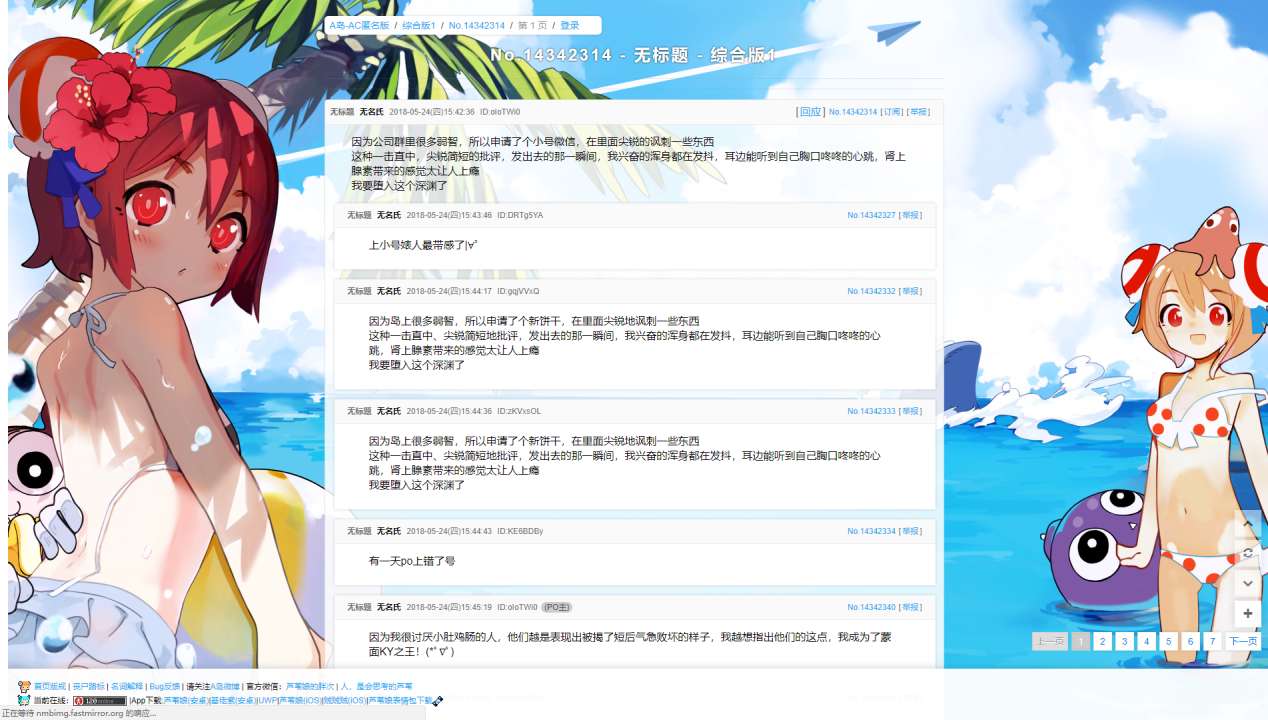 A岛-AC匿名版 / 综合版1 / No.14342314 / 第 1 页 / 登录
No.14342314 - 无标题 - 综合版1
无标题 无名氏 2018-05-24(四)15:42:36 ID:oIoTWi0 [回应] No.14342314 [订阅] [举报]
因为公司群里很多弱智，所以申请了个小号微信，在里面尖锐的讽刺一些东西
这种一击直中，尖锐简短的批评，发出去的那一瞬间，我兴奋的浑身都在发抖，耳边能听到自己胸口咚咚的心跳，肾上
腺素带来的感觉太让人上瘾
我要堕入这个深渊了
无标题 无名氏 2018-05-24(四)15:43:46 ID:DRTg5YA No.14342327 [举报]
上小号婊人最带感了|∀ﾟ
无标题 无名氏 2018-05-24(四)15:44:17 ID:gqjVVxQ No.14342332 [举报]
因为岛上很多弱智，所以申请了个新饼干，在里面尖锐地讽刺一些东西
这种一击直中、尖锐简短地批评，发出去的那一瞬间，我兴奋的浑身都在发抖，耳边能听到自己胸口咚咚的心
跳，肾上腺素带来的感觉太让人上瘾
我要堕入这个深渊了
无标题 无名氏 2018-05-24(四)15:44:36 ID:zKVxsOL No.14342333 [举报]
因为岛上很多弱智，所以申请了个新饼干，在里面尖锐地讽刺一些东西
这种一击直中、尖锐简短地批评，发出去的那一瞬间，我兴奋的浑身都在发抖，耳边能听到自己胸口咚咚的心
跳，肾上腺素带来的感觉太让人上瘾
我要堕入这个深渊了
无标题 无名氏 2018-05-24(四)15:44:43 ID:KE6BDBy No.14342334 [举报]
有一天po上错了号
无标题 无名氏 2018-05-24(四)15:45:19 ID:oIoTWi0 (PO主) No.14342340 [举报]
因为我很讨厌小肚鸡肠的人，他们越是表现出被揭了短后气急败坏的样子，我越想指出他们的这点，我成为了蒙
面KY之王！(*ﾟ∇ﾟ)
上一页 1 2 3 4 5 6 7 下一页
首页版规 | 丧尸路标 | 名词解释 | Bug反馈 | 请关注A岛微博 | 官方微信：芦苇娘的胖次 | 人，是会思考的芦苇
当前在线： |App下载:芦苇娘(安卓)|基佬紫(安卓)|UWP|芦苇娘(iOS)|贼贼贼(iOS)|芦苇娘表情包下载
正在等待 nmbimg.fastmirror.org 的响应...